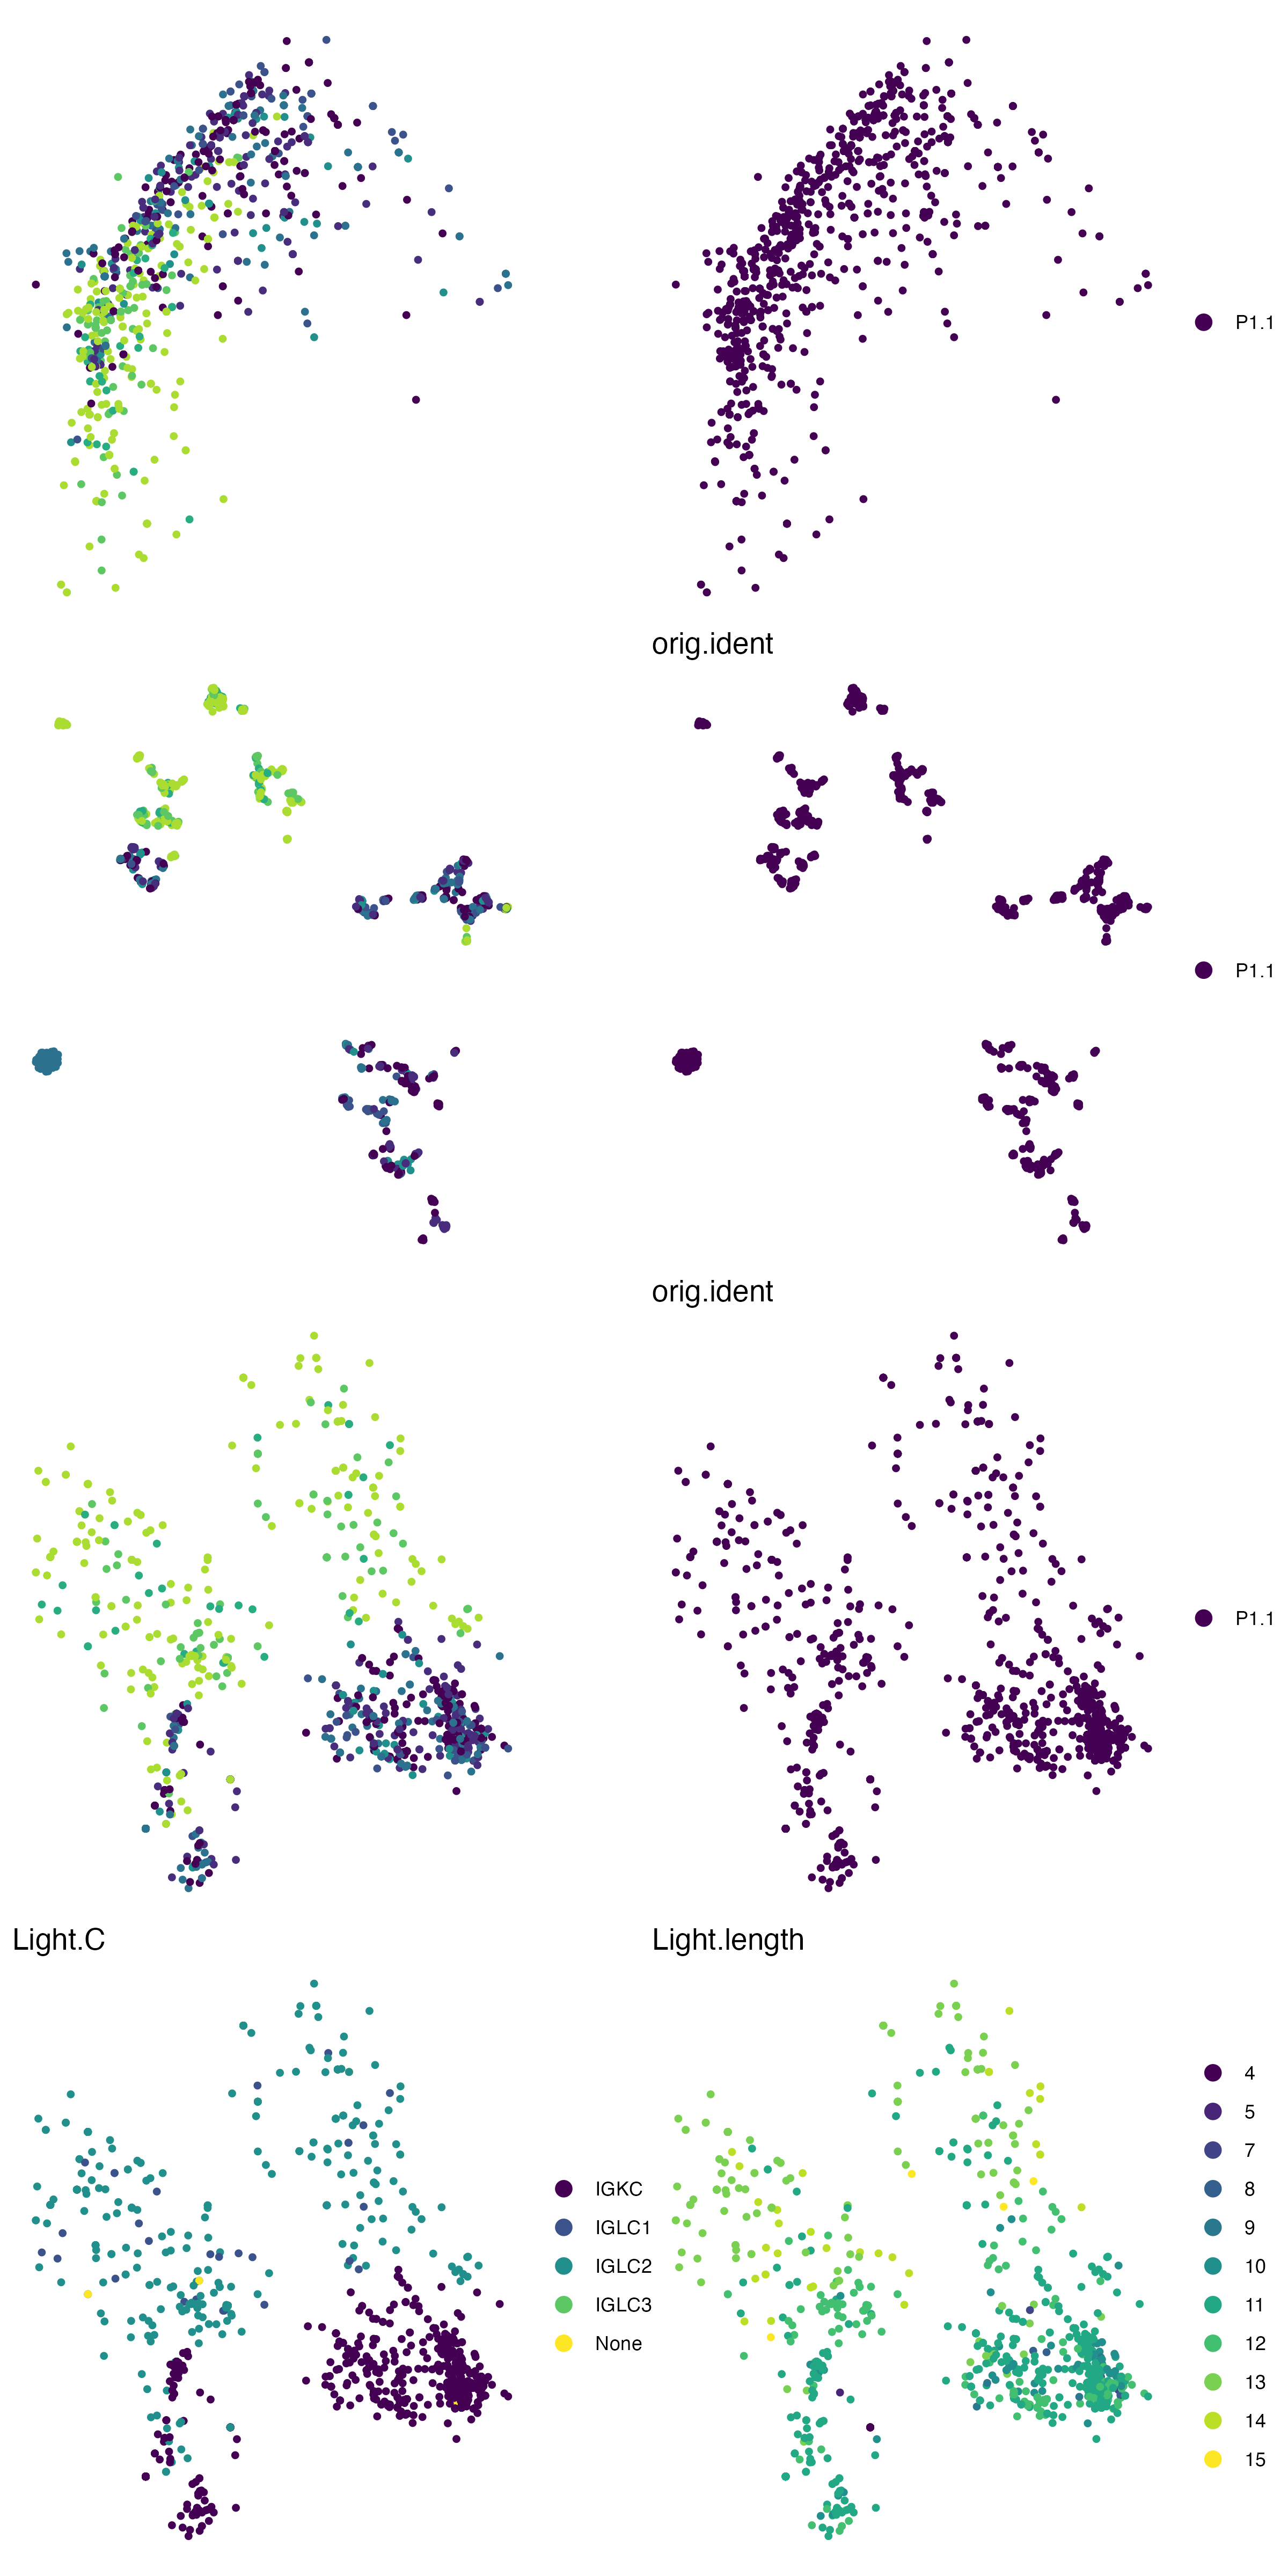 P1.1
orig.ident
P1.1
orig.ident
P1.1
Light.C
IGKC
IGLC1
IGLC2
IGLC3
None
Light.length
4
5
7
8
9
10
11
12
13
14
15